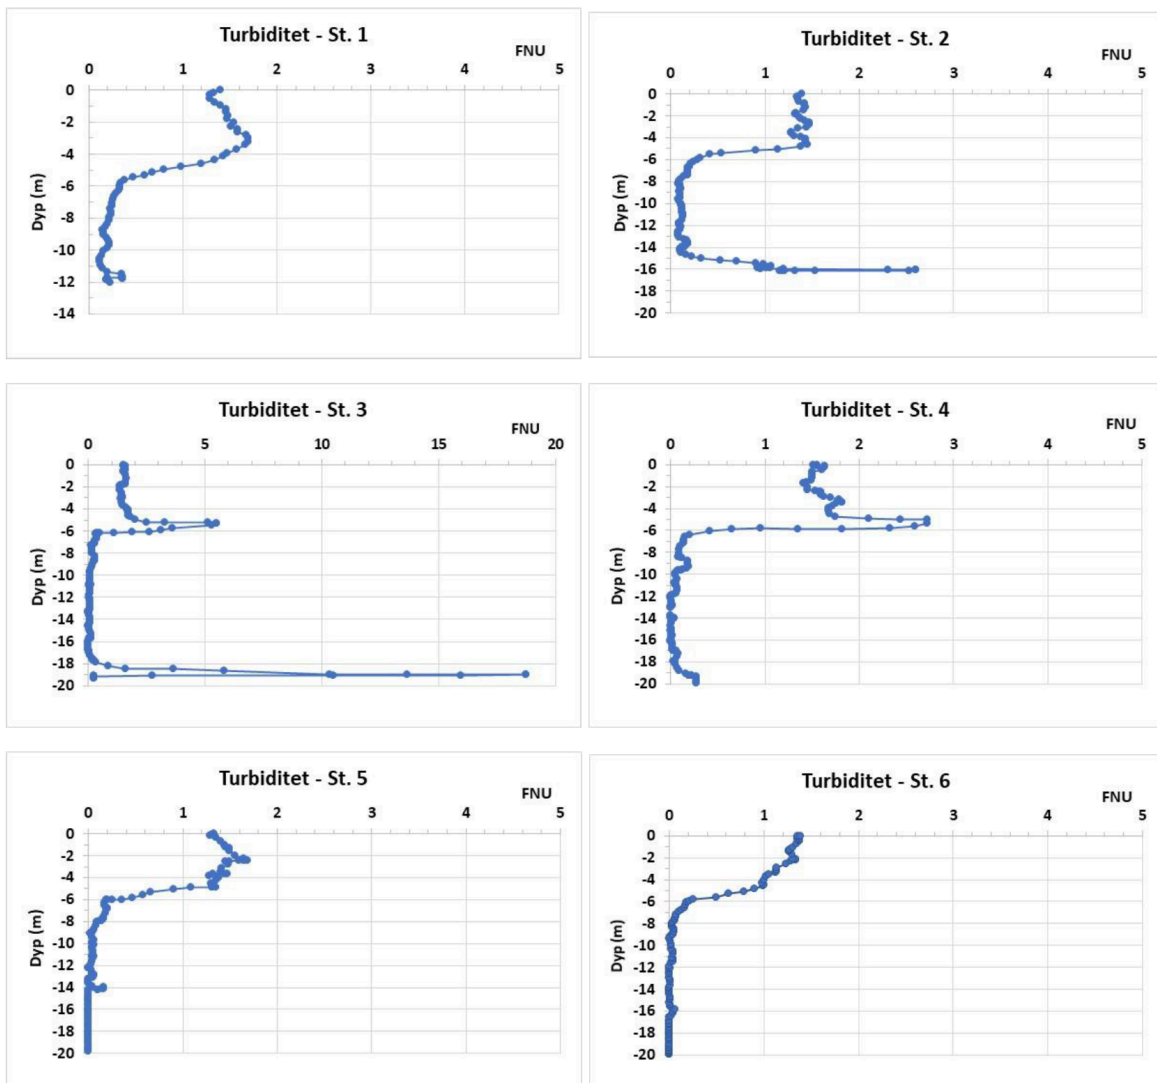 Turbiditet - St. 1
FNU
0 1 2 3 4 5
0
-2
-4
-6
-8
-10
-12
-14
Dyp (m)
Turbiditet - St. 2
FNU
0 1 2 3 4 5
0
-2
-4
-6
-8
-10
-12
-14
-16
-18
-20
Dyp (m)
Turbiditet - St. 3
FNU
0 5 10 15 20
0
-2
-4
-6
-8
-10
-12
-14
-16
-18
-20
Dyp (m)
Turbiditet - St. 4
FNU
0 1 2 3 4 5
0
-2
-4
-6
-8
-10
-12
-14
-16
-18
-20
Dyp (m)
Turbiditet - St. 5
FNU
0 1 2 3 4 5
0
-2
-4
-6
-8
-10
-12
-14
-16
-18
-20
Dyp (m)
Turbiditet - St. 6
FNU
0 1 2 3 4 5
0
-2
-4
-6
-8
-10
-12
-14
-16
-18
-20
Dyp (m)